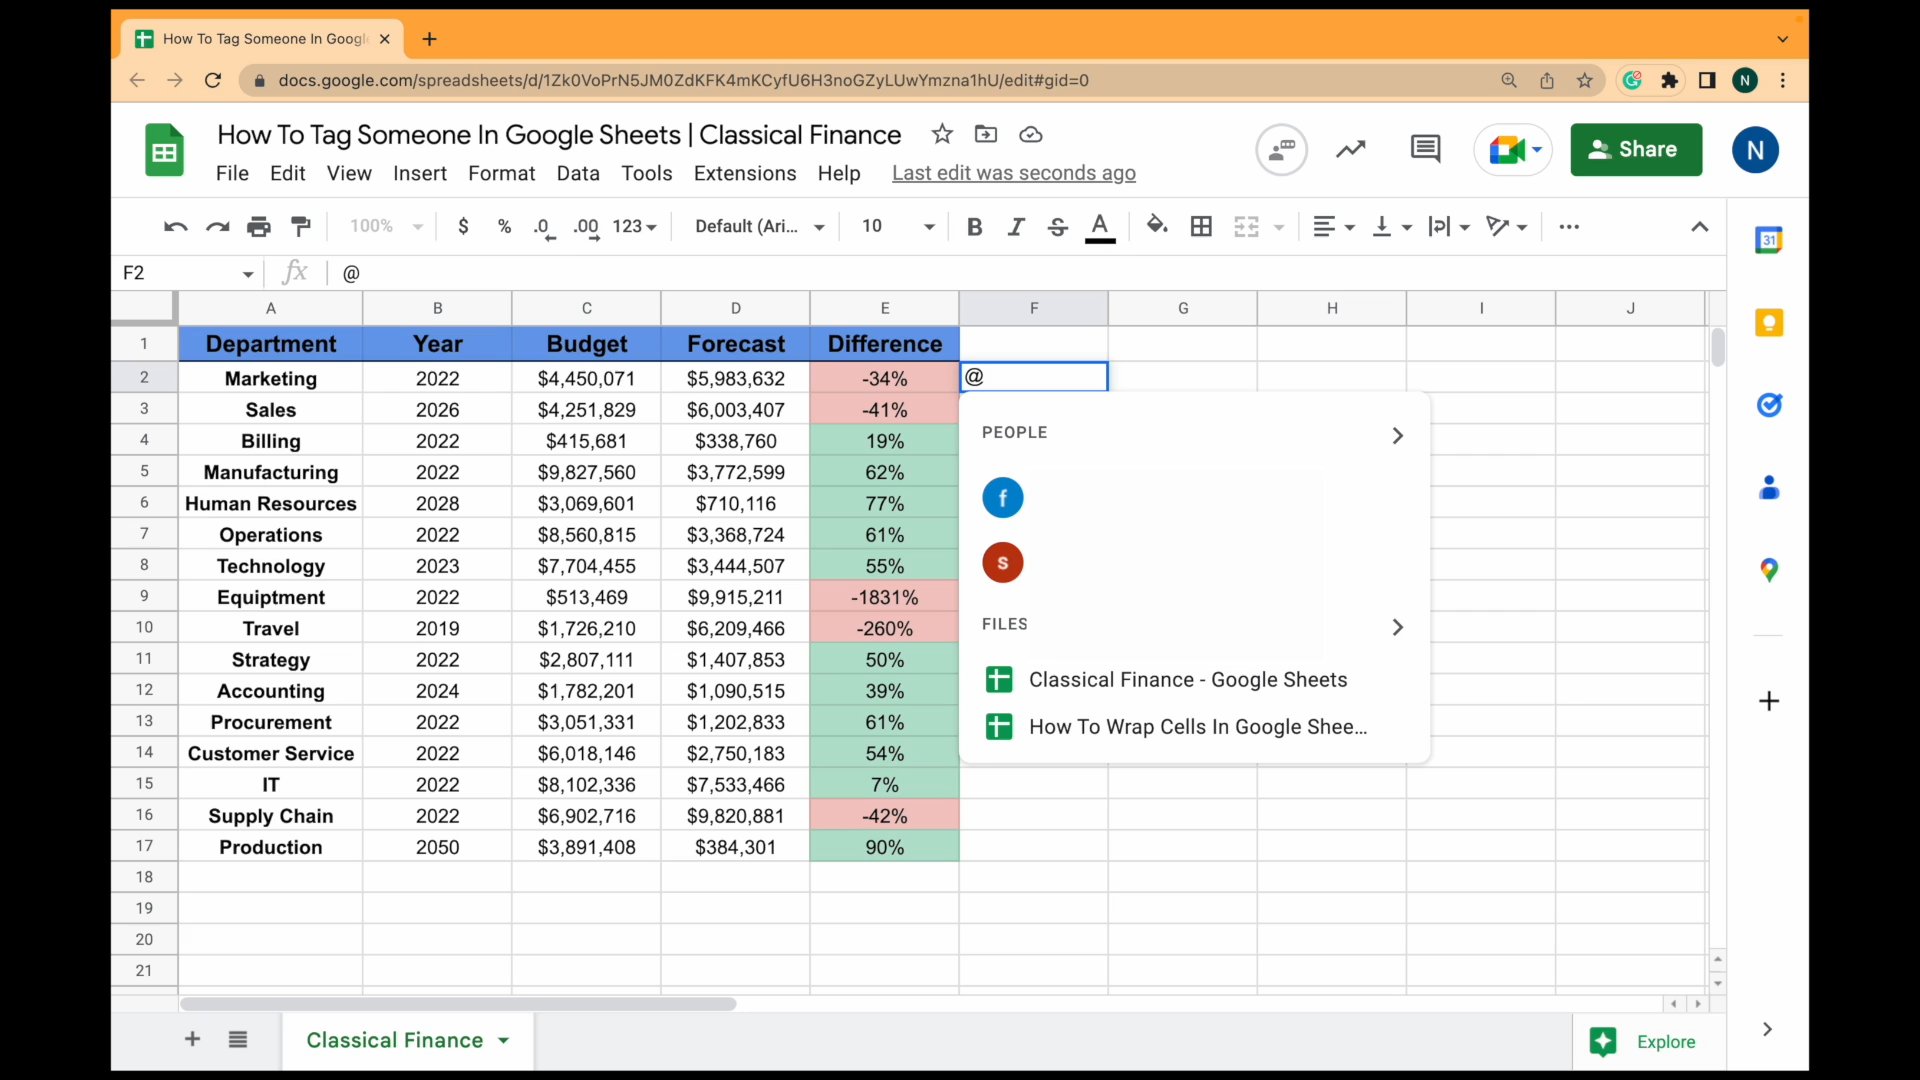 How To Tag Someone In Googl
docs.google.com/spreadsheets/d/1Zk0VoPrN5JM0ZdKFK4mKCyfU6H3noGZyLUwYmzna1hU/edit#gid=0
N
How To Tag Someone In Google Sheets | Classical Finance
Share
N
File Edit View Insert Format Data Tools Extensions Help Last edit was seconds ago
100% $ % .0 .00 123 Default (Ari... 10 B I S A
31
F2 fx @
A B C D E F G H I J
1 Department Year Budget Forecast Difference
2 Marketing 2022 $4,450,071 $5,983,632 -34% @
3 Sales 2026 $4,251,829 $6,003,407 -41%
4 Billing 2022 $415,681 $338,760 19%
5 Manufacturing 2022 $9,827,560 $3,772,599 62%
6 Human Resources 2028 $3,069,601 $710,116 77%
7 Operations 2022 $8,560,815 $3,368,724 61%
8 Technology 2023 $7,704,455 $3,444,507 55%
9 Equiptment 2022 $513,469 $9,915,211 -1831%
10 Travel 2019 $1,726,210 $6,209,466 -260%
11 Strategy 2022 $2,807,111 $1,407,853 50%
12 Accounting 2024 $1,782,201 $1,090,515 39%
13 Procurement 2022 $3,051,331 $1,202,833 61%
14 Customer Service 2022 $6,018,146 $2,750,183 54%
15 IT 2022 $8,102,336 $7,533,466 7%
16 Supply Chain 2022 $6,902,716 $9,820,881 -42%
17 Production 2050 $3,891,408 $384,301 90%
18
19
20
21
PEOPLE
f
s
FILES
Classical Finance - Google Sheets
How To Wrap Cells In Google Shee...
Classical Finance
Explore